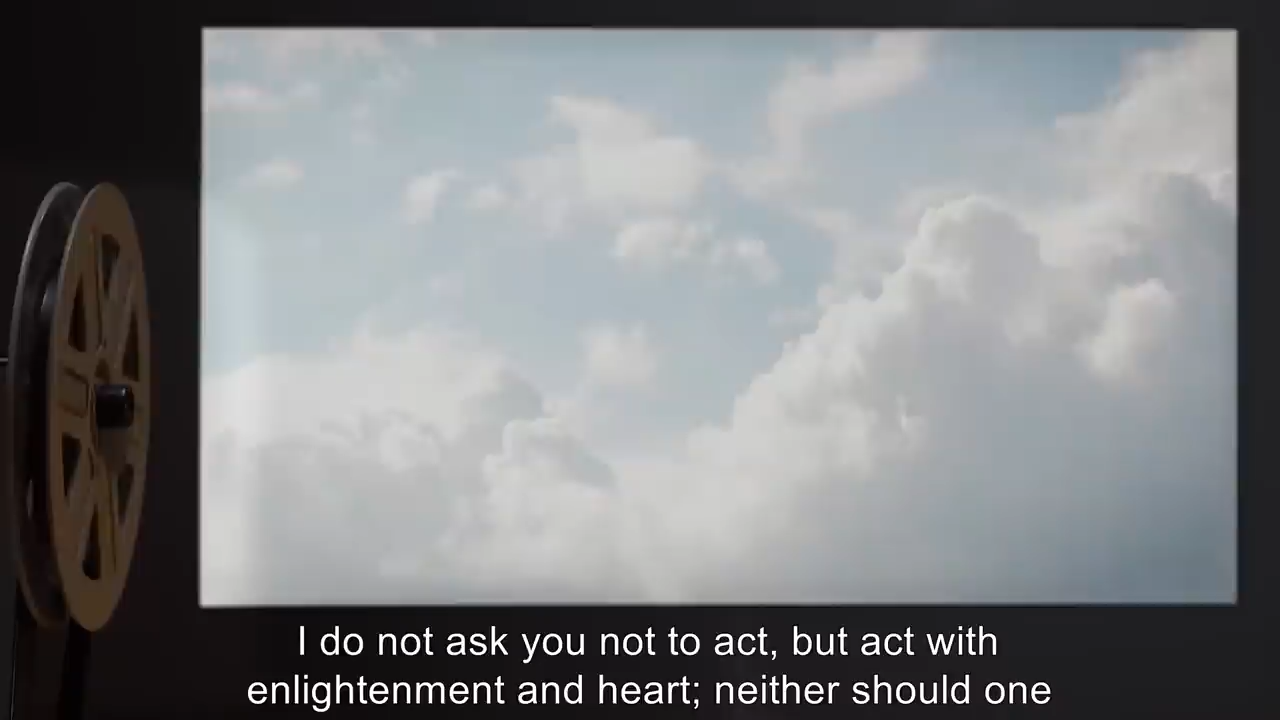 I do not ask you not to act, but act with
enlightenment and heart; neither should one